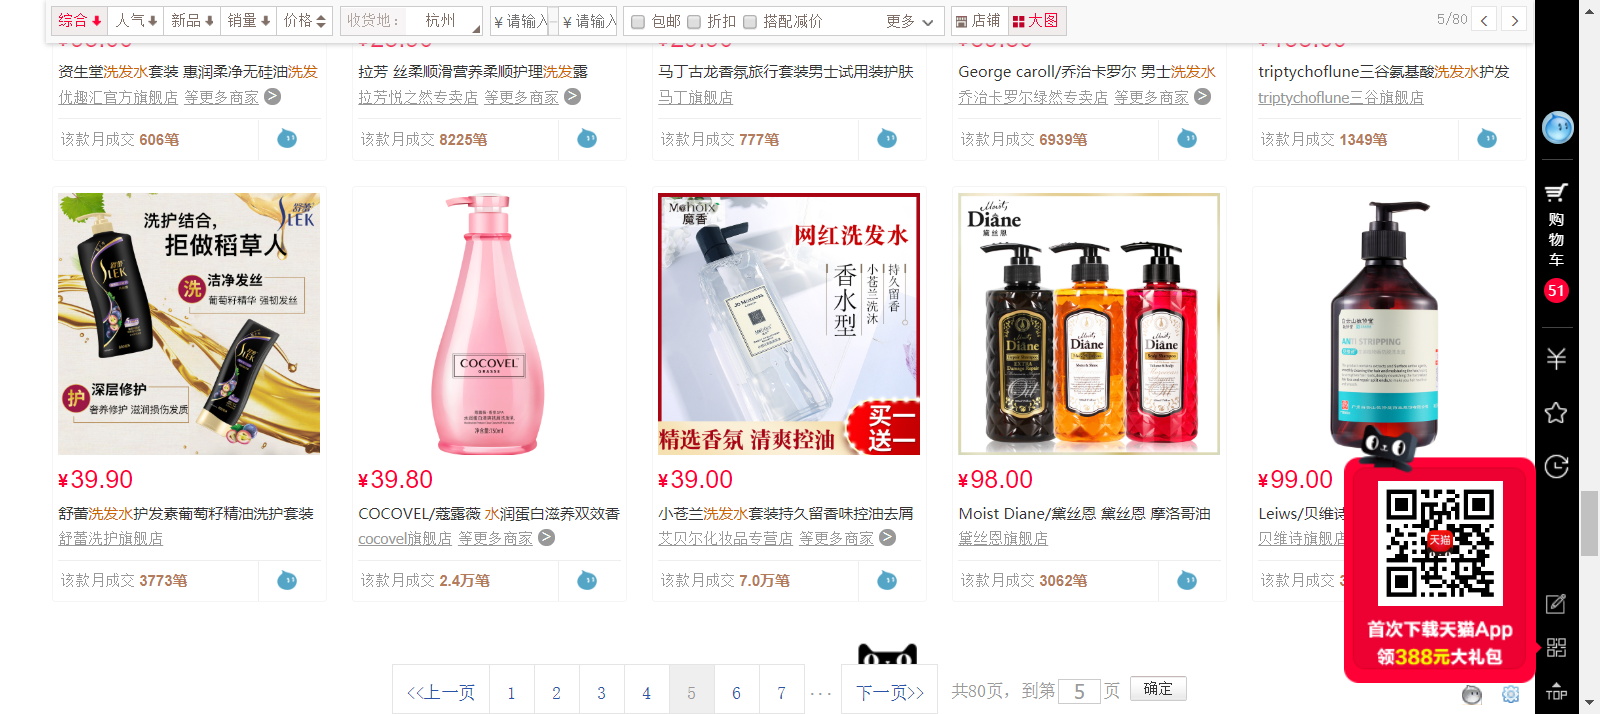 综合 人气 新品 销量 价格 收货地： 杭州 ¥ 请输入 ¥ 请输入 包邮 折扣 搭配减价 更多 店铺 大图 5/80
资生堂洗发水套装 惠润柔净无硅油洗发
优趣汇官方旗舰店 等更多商家
该款月成交 606笔
拉芳 丝柔顺滑营养柔顺护理洗发露
拉芳悦之然专卖店 等更多商家
该款月成交 8225笔
马丁古龙香氛旅行套装男士试用装护肤
马丁旗舰店
该款月成交 777笔
George caroll/乔治卡罗尔 男士洗发水
乔治卡罗尔绿然专卖店 等更多商家
该款月成交 6939笔
triptychoflune三谷氨基酸洗发水护发
triptychoflune三谷旗舰店
该款月成交 1349笔
舒蕾
SLEK
洗护结合，
拒做稻草人
洗 洁净发丝
葡萄籽精华 强韧发丝
护 深层修护
奢养修护 滋润损伤发质
¥39.90
舒蕾洗发水护发素葡萄籽精油洗护套装
舒蕾洗护旗舰店
该款月成交 3773笔
COCOVEL
GRASSE
净含量:750ml
¥39.80
COCOVEL/蔻露薇 水润蛋白滋养双效香
cocovel旗舰店 等更多商家
该款月成交 2.4万笔
魔香
网红洗发水
持久留香
小苍兰洗沐
香水型
买一
送一
精选香氛 清爽控油
¥39.00
小苍兰洗发水套装持久留香味控油去屑
艾贝尔化妆品专营店 等更多商家
该款月成交 7.0万笔
Moist
Diane
黛丝恩
Diane Diane Diane
¥98.00
Moist Diane/黛丝恩 黛丝恩 摩洛哥油
黛丝恩旗舰店
该款月成交 3062笔
ANTI STRIPPING
¥99.00
Leiws/贝维诗
贝维诗旗舰店
该款月成交
天猫
首次下载天猫App
领388元大礼包
购
物
车
51
TOP
<<上一页 1 2 3 4 5 6 7 ... 下一页>> 共80页，到第 5 页 确定